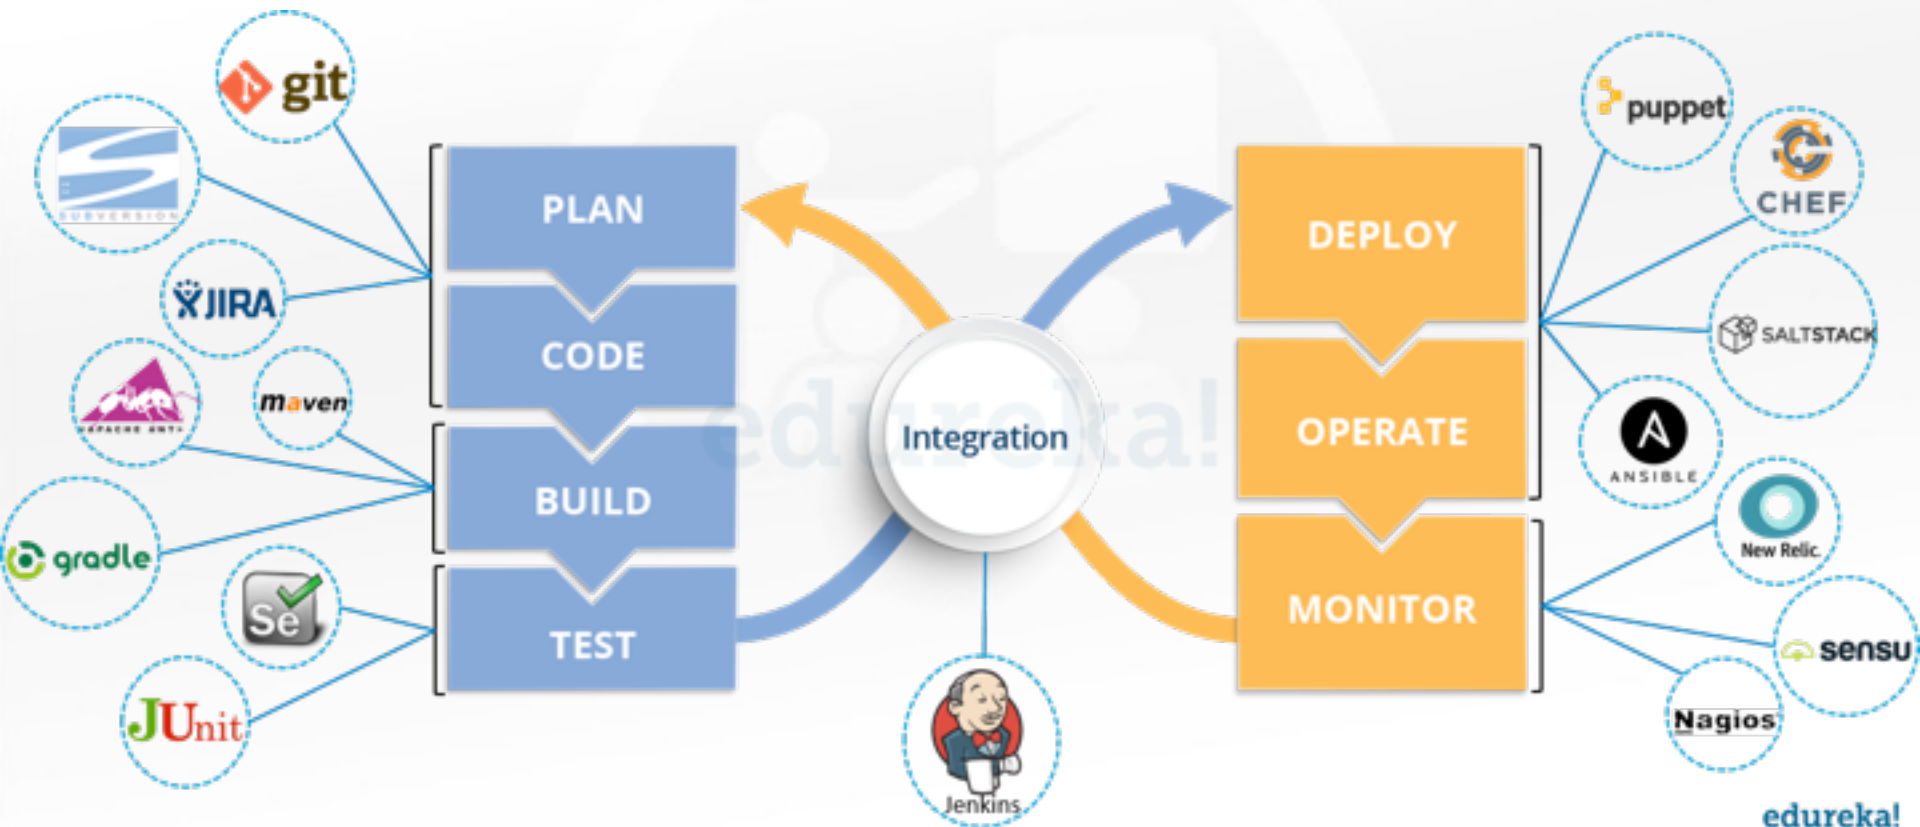 git
SUBVERSION
JIRA
APACHE ANT
maven
gradle
Se
JUnit
PLAN
CODE
BUILD
TEST
edureka!
Integration
Jenkins
DEPLOY
OPERATE
MONITOR
puppet
CHEF
SALTSTACK
ANSIBLE
New Relic.
sensu
Nagios
edureka!